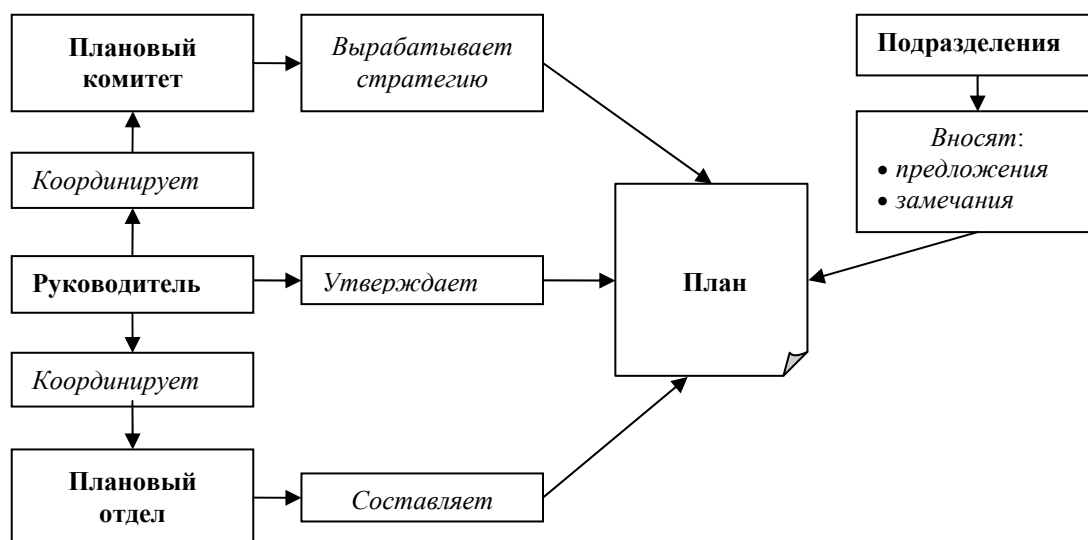 Плановый
комитет
Вырабатывает
стратегию
Подразделения
Вносят:
• предложения
• замечания
Координирует
Руководитель
Утверждает
План
Координирует
Плановый
отдел
Составляет